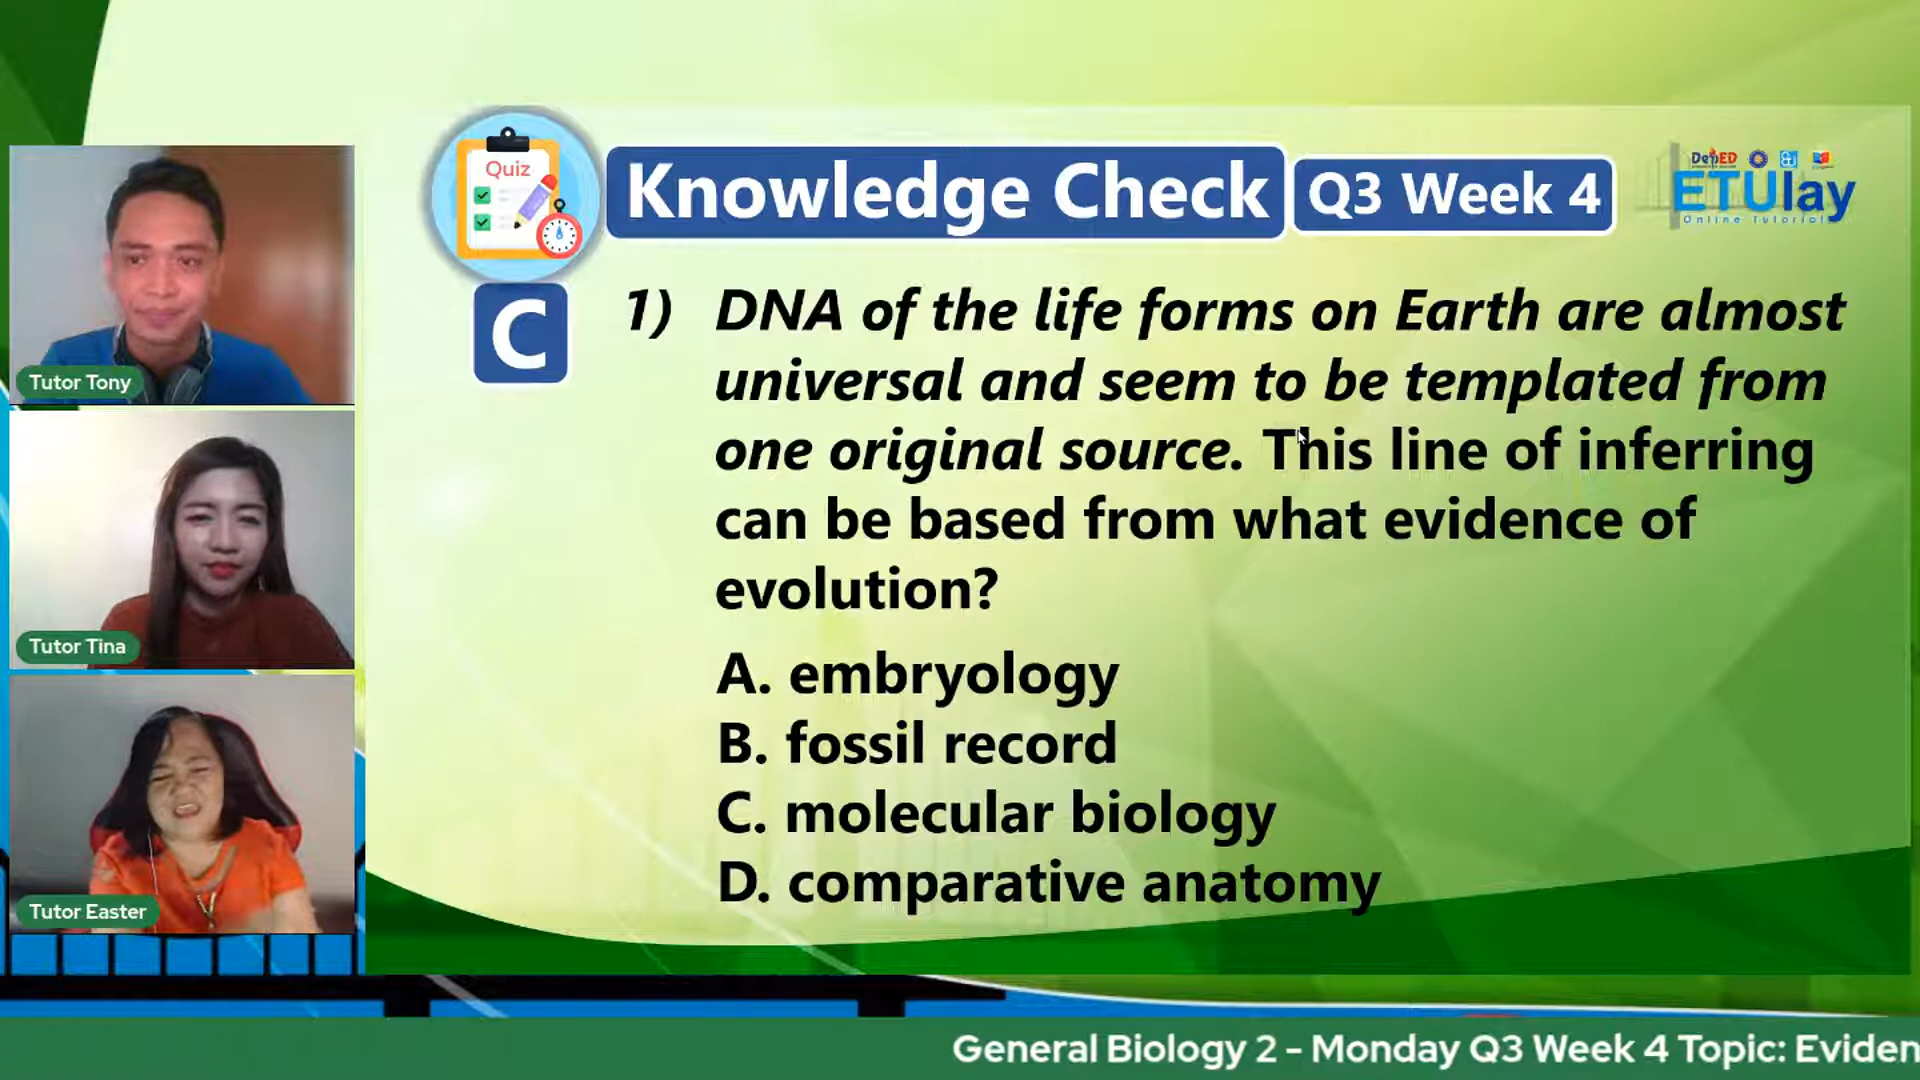 Quiz
Knowledge Check
Q3 Week 4
DepED
ETUlay
Online Tutorial
C
1) DNA of the life forms on Earth are almost
universal and seem to be templated from
one original source. This line of inferring
can be based from what evidence of
evolution?
A. embryology
B. fossil record
C. molecular biology
D. comparative anatomy
Tutor Tony
Tutor Tina
Tutor Easter
General Biology 2 - Monday Q3 Week 4 Topic: Eviden